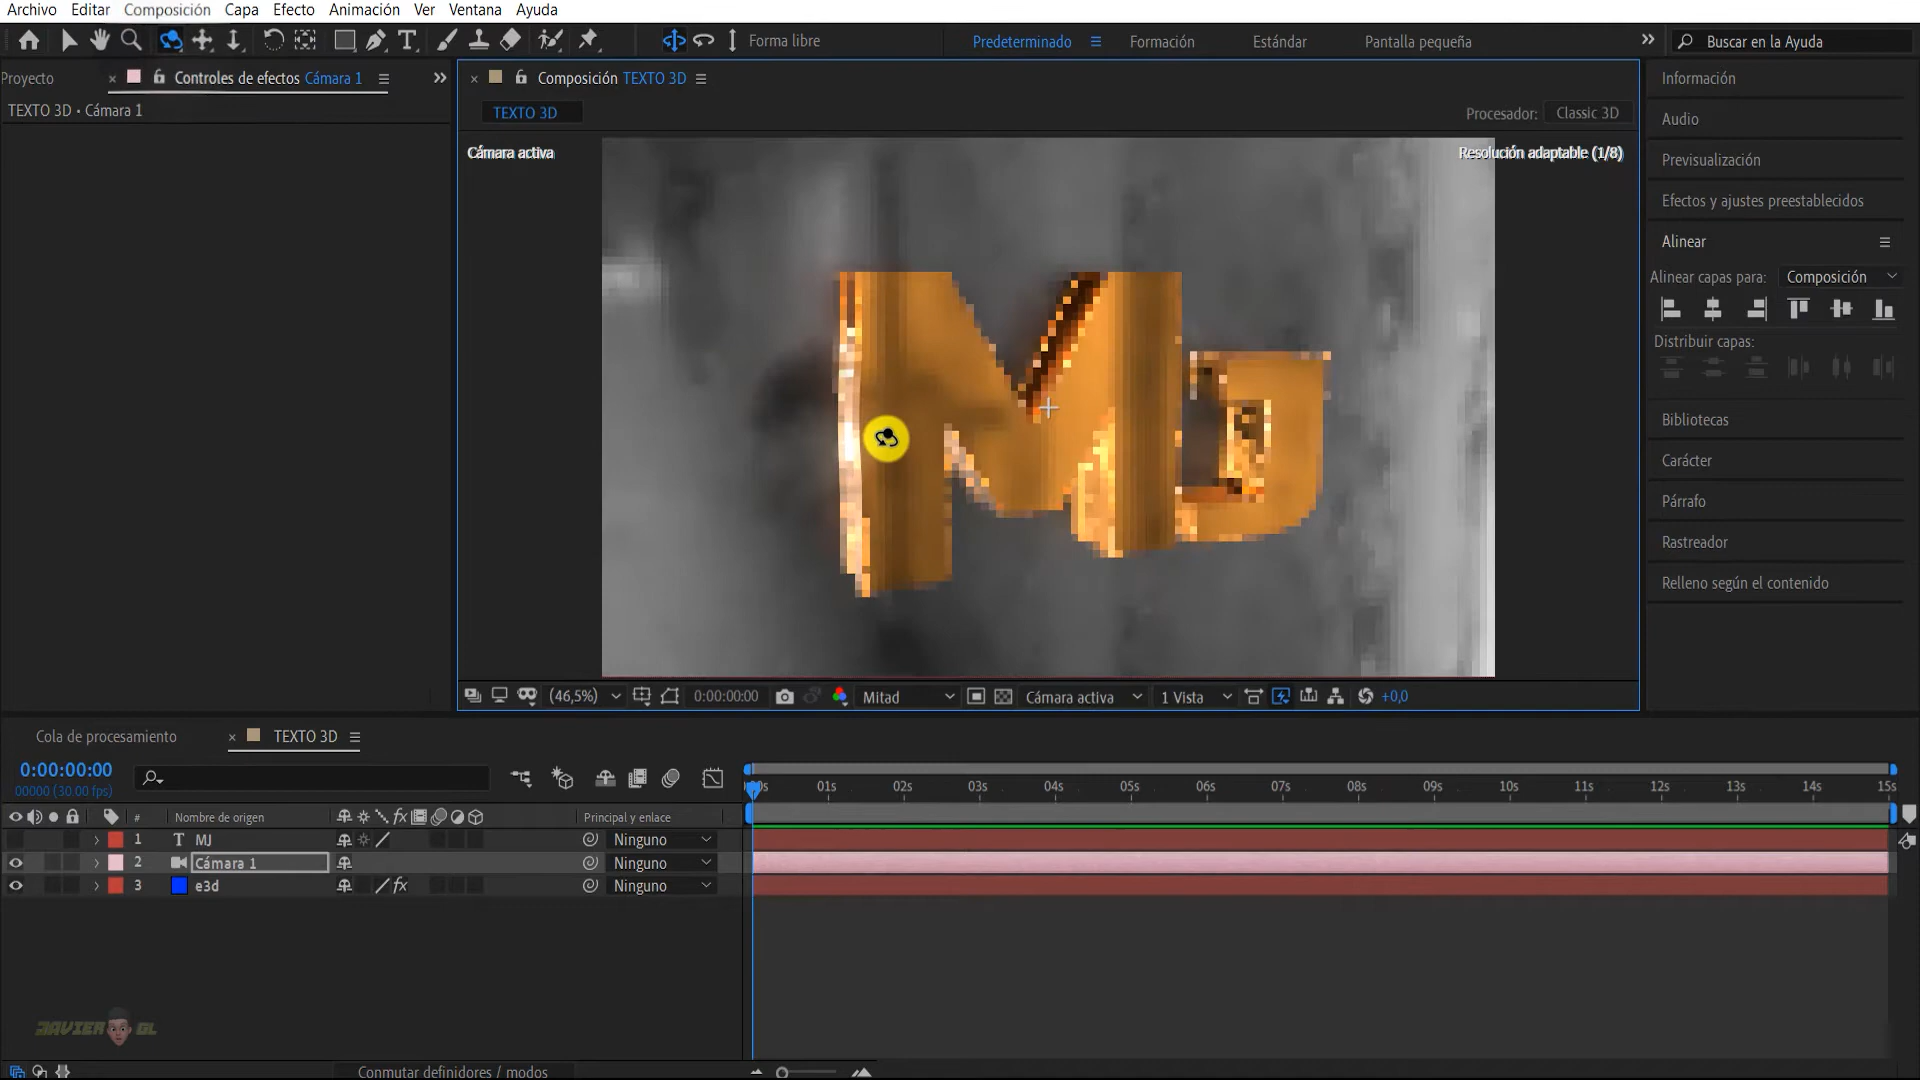 Archivo Editar Composición Capa Efecto Animación Ver Ventana Ayuda
Forma libre Predeterminado Formación Estándar Pantalla pequeña Buscar en la Ayuda
Proyecto Controles de efectos Cámara 1 Composición TEXTO 3D
TEXTO 3D • Cámara 1
TEXTO 3D Procesador: Classic 3D
Cámara activa Resolución adaptable (1/8)
MJ
Información
Audio
Previsualización
Efectos y ajustes preestablecidos
Alinear
Alinear capas para: Composición
Distribuir capas:
Bibliotecas
Carácter
Párrafo
Rastreador
Relleno según el contenido
(46,5%) 0:00:00:00 Mitad Cámara activa 1 Vista +0,0
Cola de procesamiento TEXTO 3D
0:00:00:00
00000 (30.00 fps)
01s 02s 03s 04s 05s 06s 07s 08s 09s 10s 11s 12s 13s 14s 15s
# Nombre de origen fx Principal y enlace
1 T MJ Ninguno
2 Cámara 1 Ninguno
3 e3d fx Ninguno
JAVIER GL
Conmutar definidores / modos